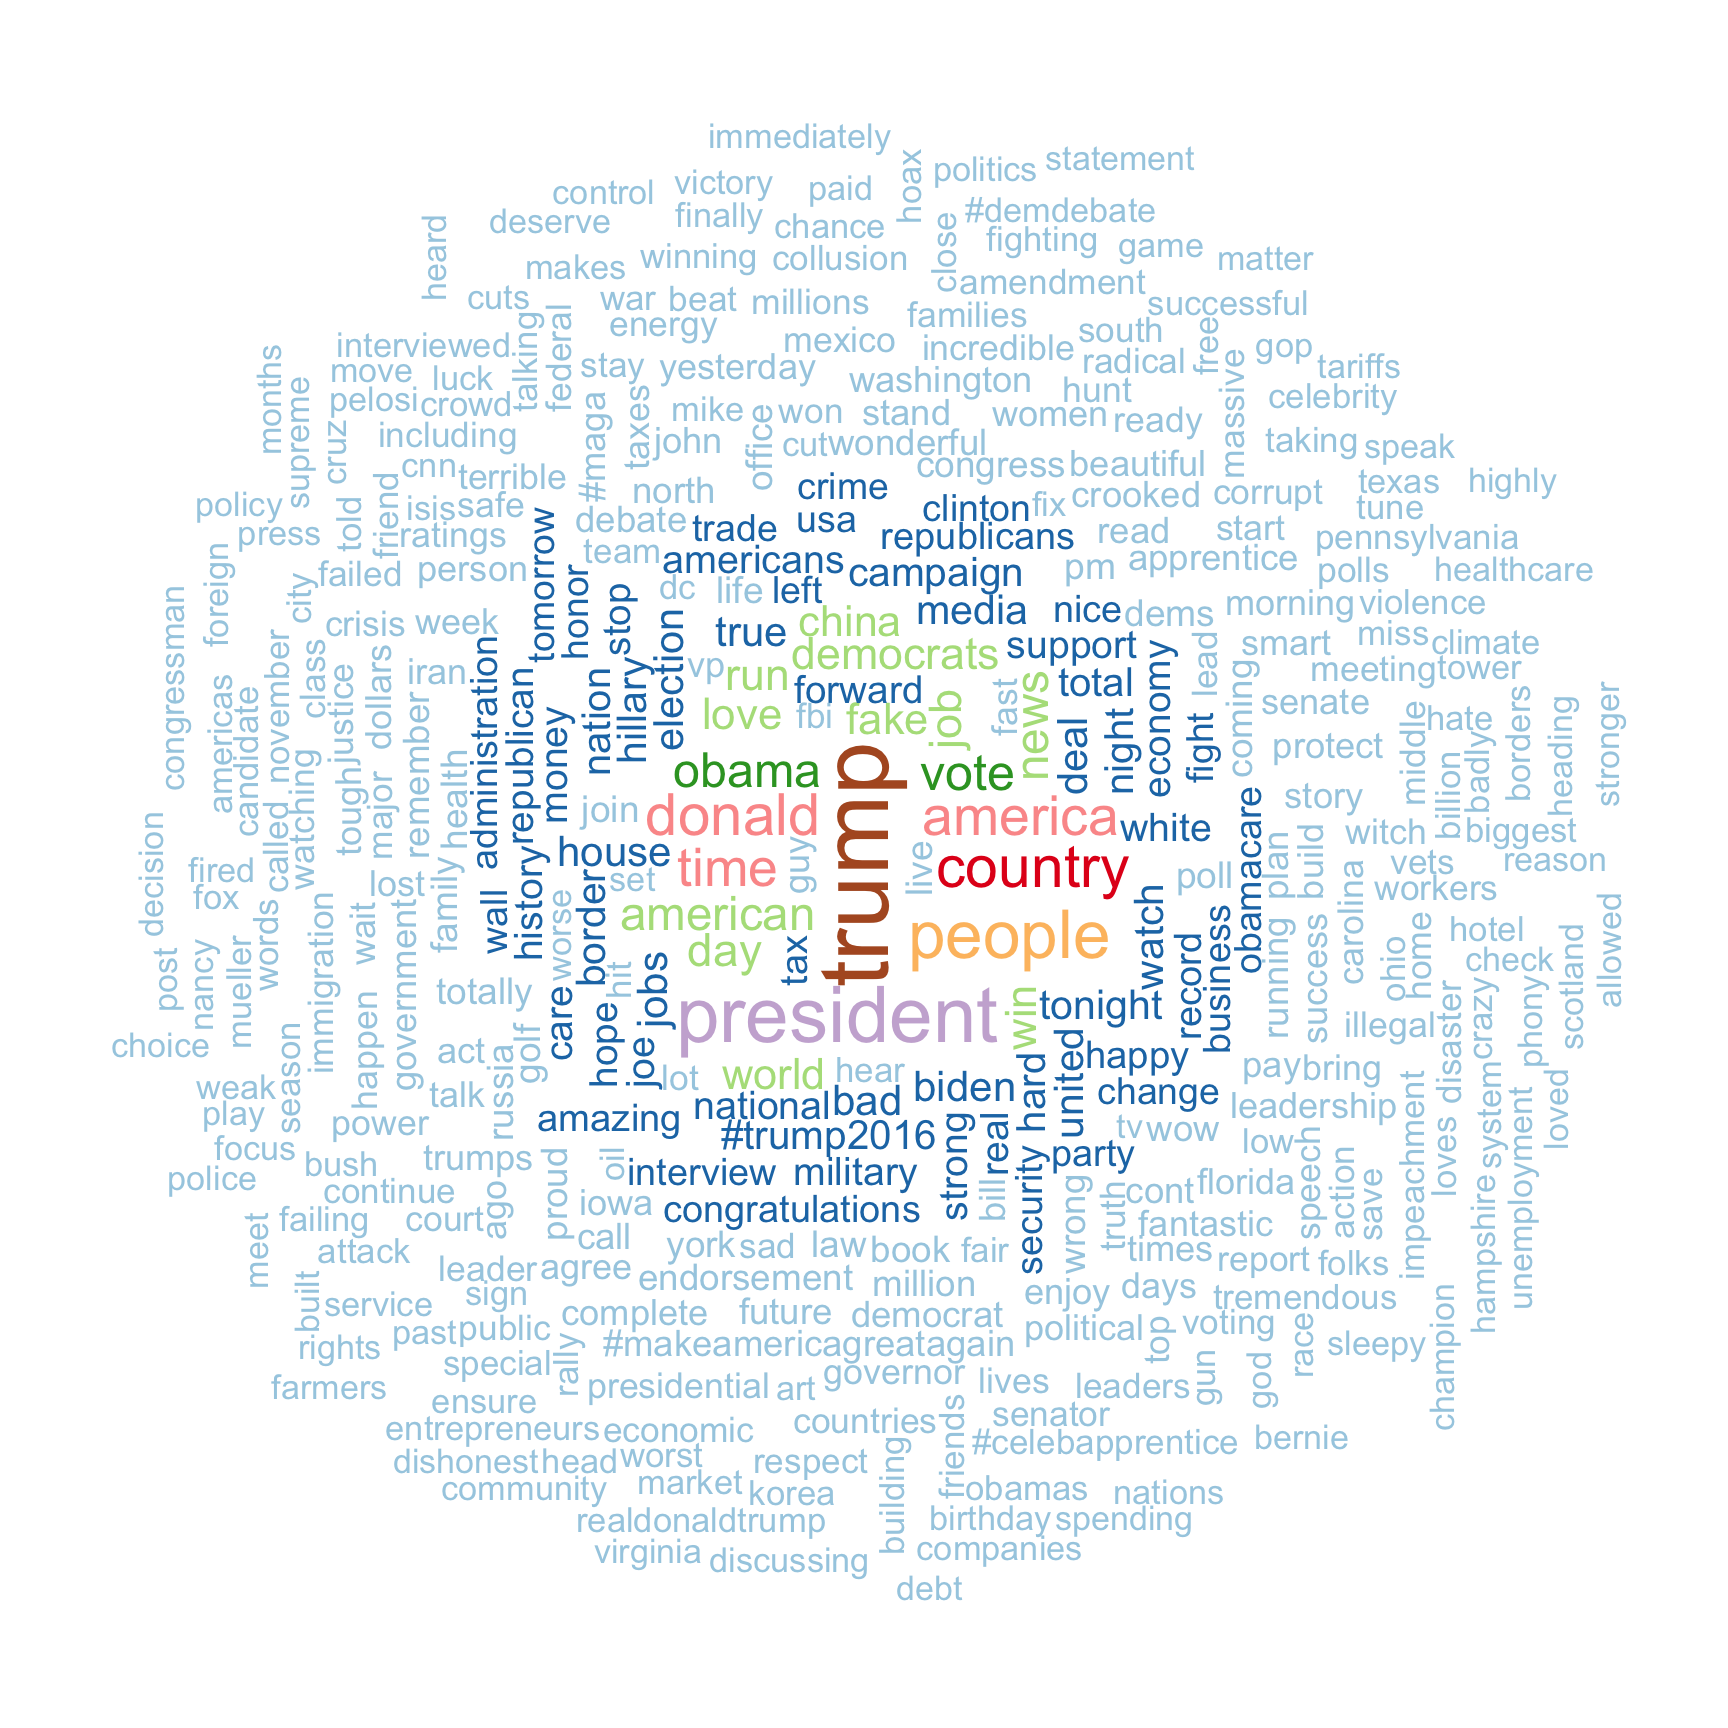 immediately
hoax
politics
statement
control
victory
paid
deserve
finally
chance
#demdebate
heard
makes
winning
collusion
close
fighting
game
matter
cuts
war
beat
millions
amendment
successful
energy
families
south
free
gop
interviewed
talking
federal
mexico
incredible
radical
tariffs
months
move
luck
stay
yesterday
washington
hunt
massive
celebrity
supreme
pelosi
crowd
#maga
taxes
mike
won
stand
women
ready
cruz
including
john
office
cut
wonderful
taking
speak
cnn
terrible
congress
beautiful
policy
told
friend
isis
safe
north
crime
clinton
fix
crooked
corrupt
texas
highly
press
ratings
debate
trade
usa
republicans
read
start
tune
pennsylvania
foreign
city
failed
person
tomorrow
honor
team
americans
campaign
pm
apprentice
polls
healthcare
congressman
crisis
week
stop
dc
life
left
media
nice
dems
morning
violence
americas
candidate
november
class
justice
dollars
iran
administration
republican
nation
hillary
election
true
china
democrats
support
lead
smart
miss
climate
vp
run
forward
total
economy
coming
meeting
tower
called
watching
tough
major
remember
health
money
love
fbi
fake
job
fast
news
deal
night
fight
senate
middle
hate
borders
heading
stronger
obama
trump
vote
protect
billion
badly
decision
join
donald
america
white
obamacare
story
witch
biggest
fired
fox
words
lost
family
wall
history
house
set
time
guy
live
country
poll
plan
build
carolina
vets
workers
reason
post
nancy
mueller
immigration
wait
government
border
worse
american
day
tax
people
watch
record
business
running
success
ohio
home
hotel
check
scotland
allowed
choice
season
happen
totally
act
golf
care
hope
hit
joe
jobs
president
win
tonight
illegal
disaster
crazy
phony
weak
talk
russia
lot
world
hear
biden
hard
united
happy
pay
bring
play
power
amazing
national
bad
change
leadership
impeachment
loves
system
unemployment
loved
focus
bush
trumps
#trump2016
real
tv
wow
low
police
continue
ago
proud
oil
interview
military
strong
bill
security
party
cont
florida
speech
action
save
hampshire
meet
failing
court
iowa
congratulations
wrong
truth
fantastic
attack
call
york
sad
law
book
fair
times
report
folks
built
leader
agree
endorsement
million
enjoy
days
tremendous
champion
service
sign
complete
future
democrat
political
top
voting
race
sleepy
rights
past
public
#makeamericagreatagain
special
rally
governor
gun
god
farmers
presidential
art
lives
leaders
ensure
entrepreneurs
economic
countries
friends
senator
bernie
dishonest
head
worst
respect
building
#celebapprentice
community
market
korea
obamas
nations
realdonaldtrump
birthday
spending
virginia
discussing
companies
debt